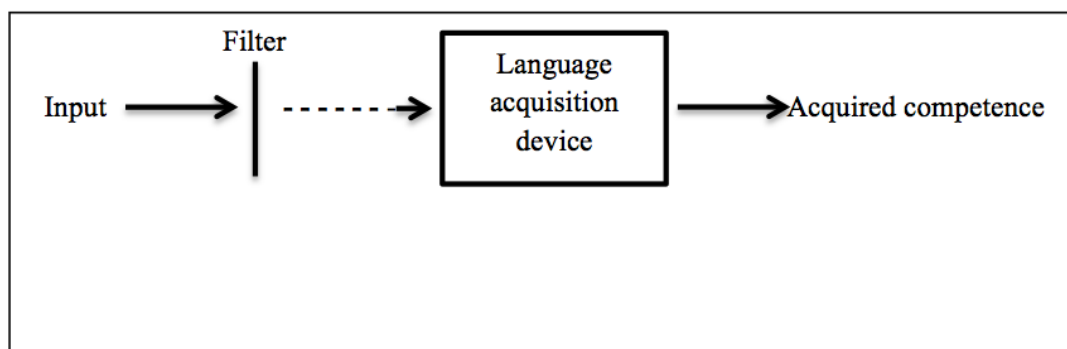 Filter
Input
Language
acquisition
device
Acquired competence